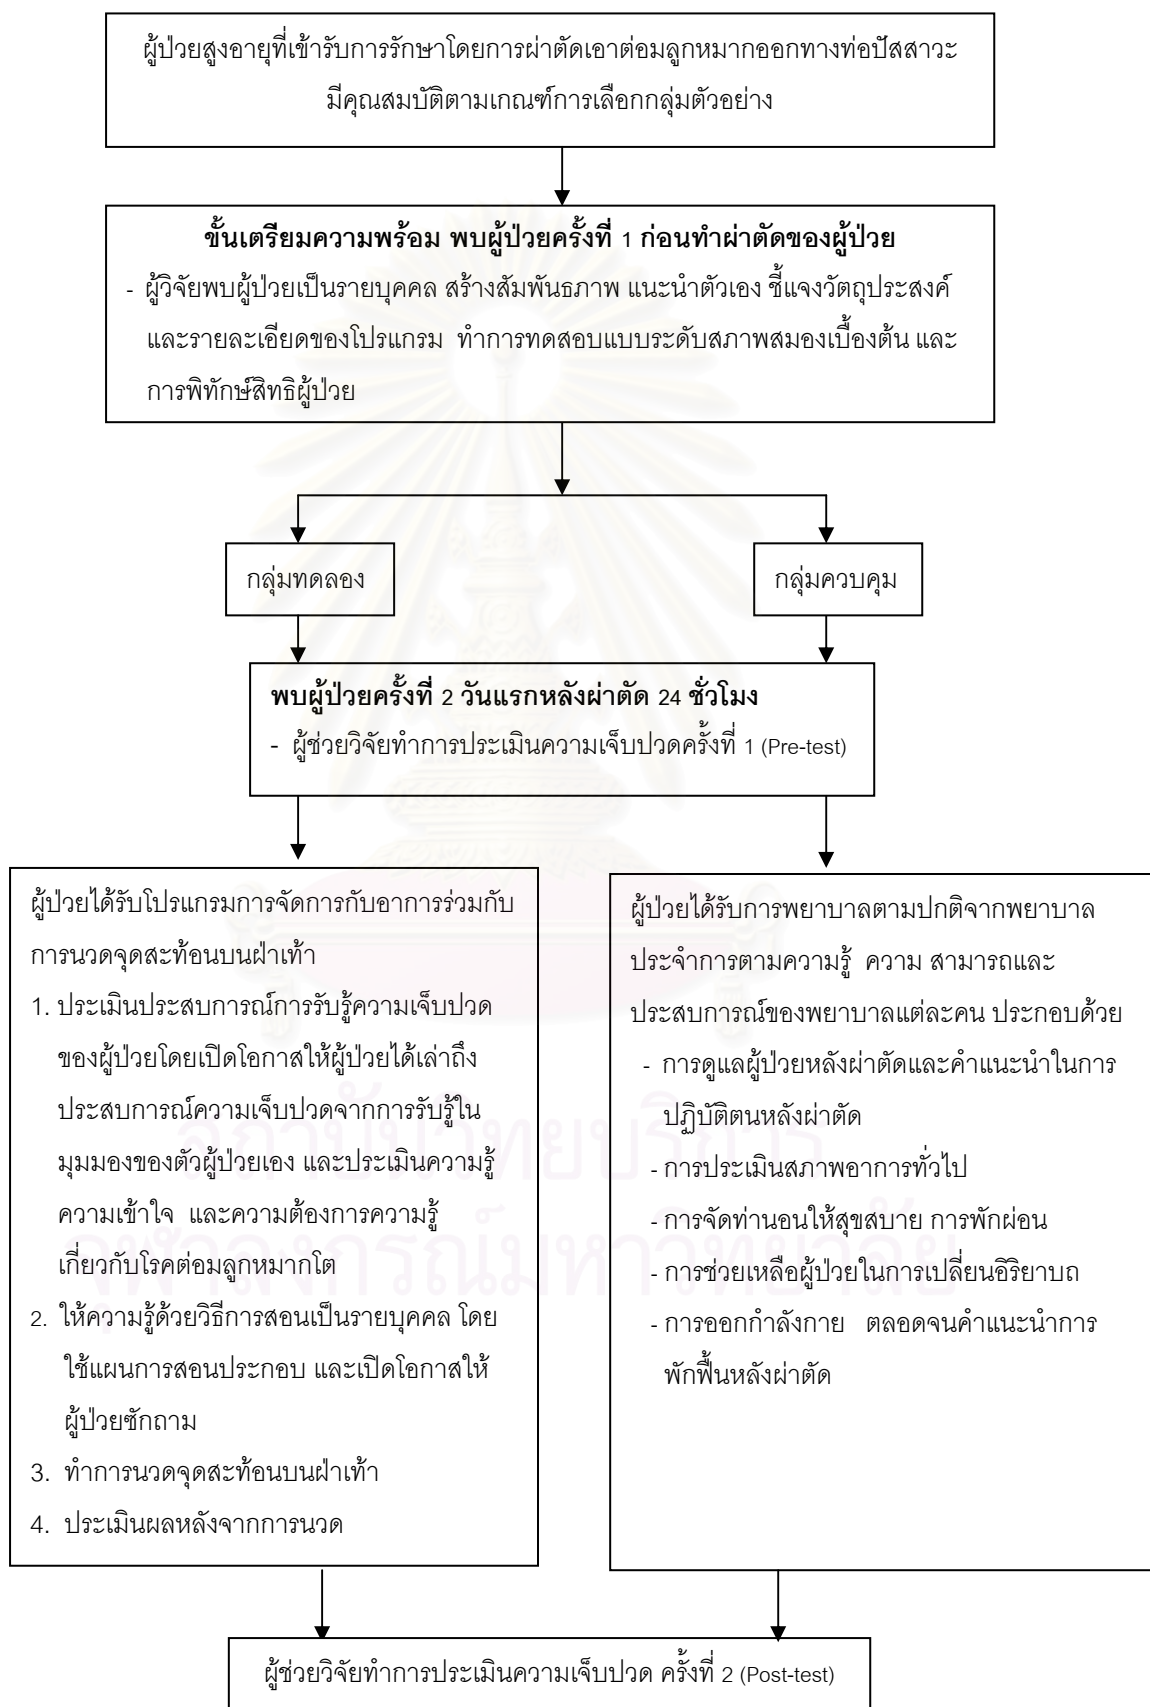 ผู้ป่วยสูงอายุที่เข้ารับการรักษาโดยการผ่าตัดเอาต่อมลูกหมากออกทางท่อปัสสาวะ
มีคุณสมบัติตามเกณฑ์การเลือกกลุ่มตัวอย่าง
ขั้นเตรียมความพร้อม พบผู้ป่วยครั้งที่ 1 ก่อนทำผ่าตัดของผู้ป่วย
- ผู้วิจัยพบผู้ป่วยเป็นรายบุคคล สร้างสัมพันธภาพ แนะนำตัวเอง ชี้แจงวัตถุประสงค์
และรายละเอียดของโปรแกรม ทำการทดสอบแบบระดับสภาพสมองเบื้องต้น และ
การพิทักษ์สิทธิผู้ป่วย
กลุ่มทดลอง
กลุ่มควบคุม
พบผู้ป่วยครั้งที่ 2 วันแรกหลังผ่าตัด 24 ชั่วโมง
- ผู้ช่วยวิจัยทำการประเมินความเจ็บปวดครั้งที่ 1 (Pre-test)
ผู้ป่วยได้รับโปรแกรมการจัดการกับอาการร่วมกับ
การนวดจุดสะท้อนบนฝ่าเท้า
1. ประเมินประสบการณ์การรับรู้ความเจ็บปวด
ของผู้ป่วยโดยเปิดโอกาสให้ผู้ป่วยได้เล่าถึง
ประสบการณ์ความเจ็บปวดจากการรับรู้ใน
มุมมองของตัวผู้ป่วยเอง และประเมินความรู้
ความเข้าใจ และความต้องการความรู้
เกี่ยวกับโรคต่อมลูกหมากโต
2. ให้ความรู้ด้วยวิธีการสอนเป็นรายบุคคล โดย
ใช้แผนการสอนประกอบ และเปิดโอกาสให้
ผู้ป่วยซักถาม
3. ทำการนวดจุดสะท้อนบนฝ่าเท้า
4. ประเมินผลหลังจากการนวด
ผู้ป่วยได้รับการพยาบาลตามปกติจากพยาบาล
ประจำการตามความรู้ ความ สามารถและ
ประสบการณ์ของพยาบาลแต่ละคน ประกอบด้วย
- การดูแลผู้ป่วยหลังผ่าตัดและคำแนะนำในการ
ปฏิบัติตนหลังผ่าตัด
- การประเมินสภาพอาการทั่วไป
- การจัดท่านอนให้สุขสบาย การพักผ่อน
- การช่วยเหลือผู้ป่วยในการเปลี่ยนอิริยาบถ
- การออกกำลังกาย ตลอดจนคำแนะนำการ
พักฟื้นหลังผ่าตัด
ผู้ช่วยวิจัยทำการประเมินความเจ็บปวด ครั้งที่ 2 (Post-test)
สถาบันวิทยบริการ
จุฬาลงกรณ์มหาวิทยาลัย